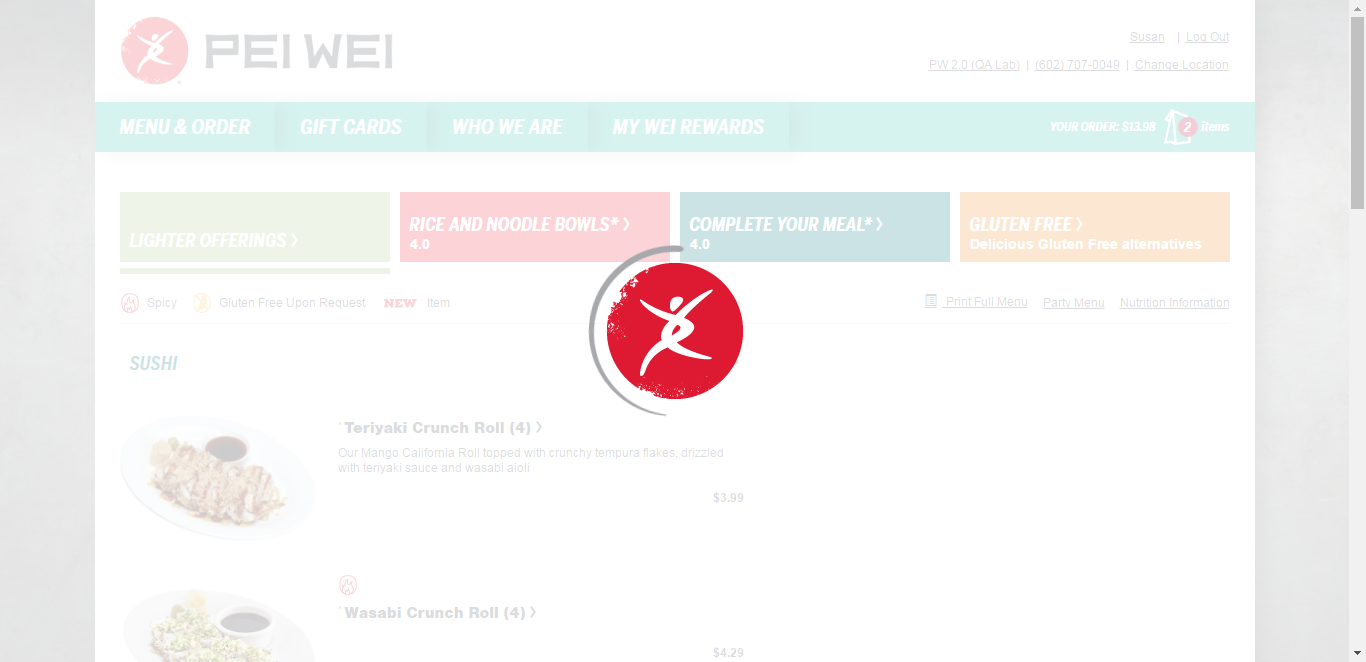 PEI WEI
Susan | Log Out
PW 2.0 (QA Lab) | (602) 707-0049 | Change Location
MENU & ORDER GIFT CARDS WHO WE ARE MY WEI REWARDS YOUR ORDER: $13.98 2 items
LIGHTER OFFERINGS >
RICE AND NOODLE BOWLS* >
4.0
COMPLETE YOUR MEAL* >
4.0
GLUTEN FREE >
Delicious Gluten Free alternatives
Spicy Gluten Free Upon Request NEW Item Print Full Menu Party Menu Nutrition Information
SUSHI
*Teriyaki Crunch Roll (4) >
Our Mango California Roll topped with crunchy tempura flakes, drizzled
with teriyaki sauce and wasabi aioli
$3.99
*Wasabi Crunch Roll (4) >
$4.29